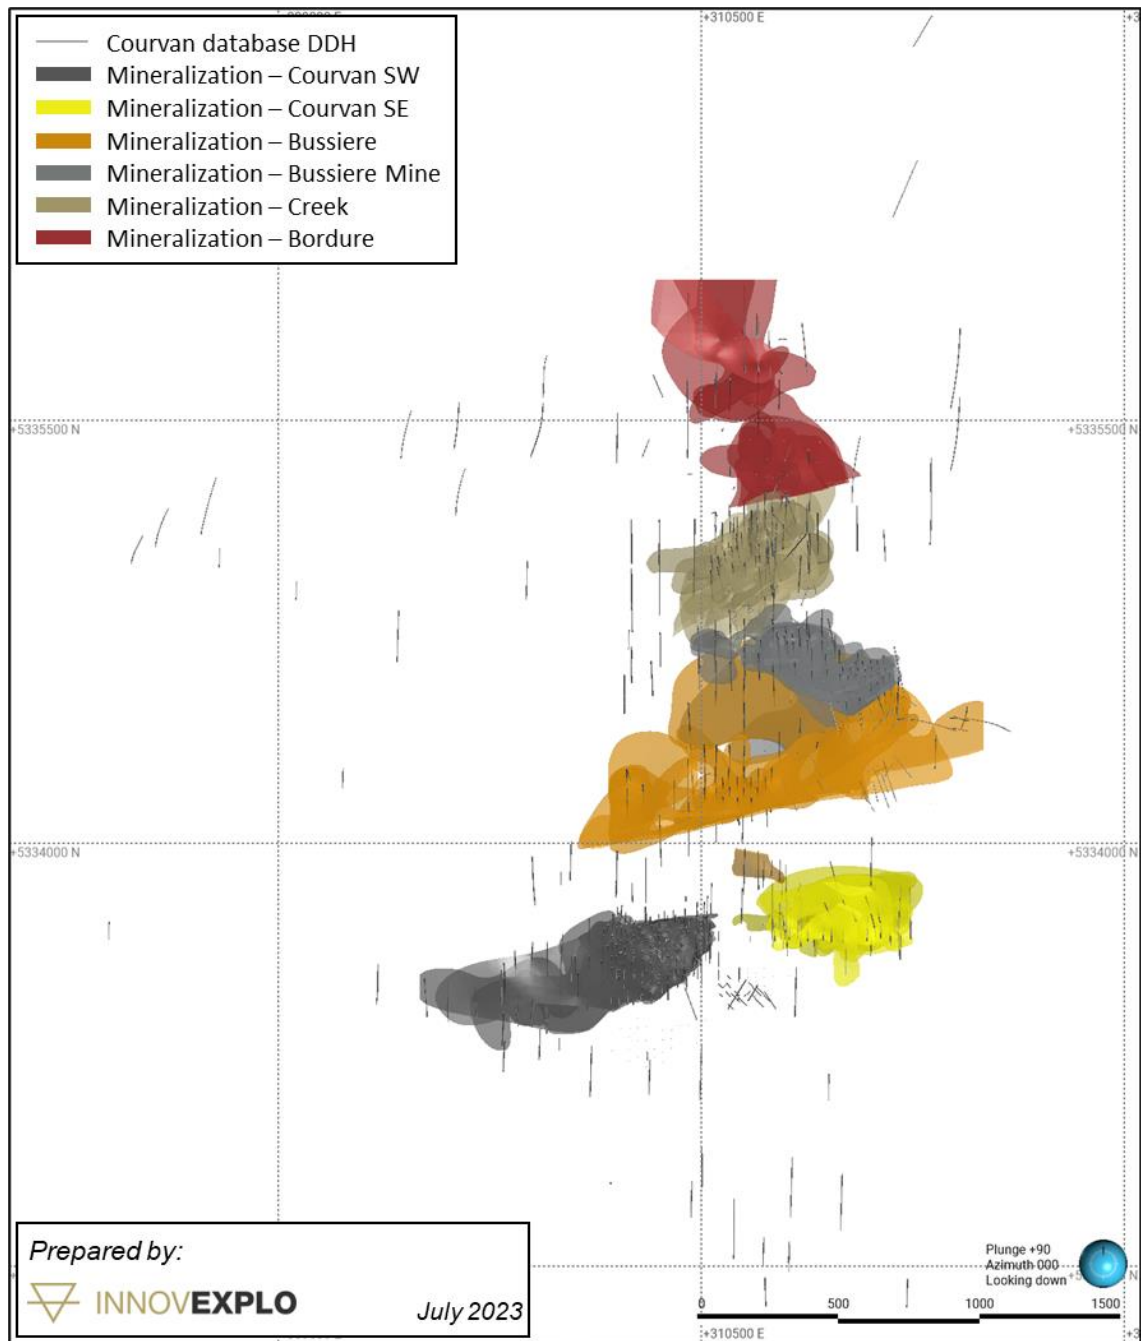 +310500 E
Courvan database DDH
Mineralization – Courvan SW
Mineralization – Courvan SE
Mineralization – Bussiere
Mineralization – Bussiere Mine
Mineralization – Creek
Mineralization – Bordure
+5335500 N
+5335500 N
+5334000 N
+5334000 N
Prepared by:
INNOVEXPLO
July 2023
Plunge +90
Azimuth 000
Looking down
0 500 1000 1500
+310500 E